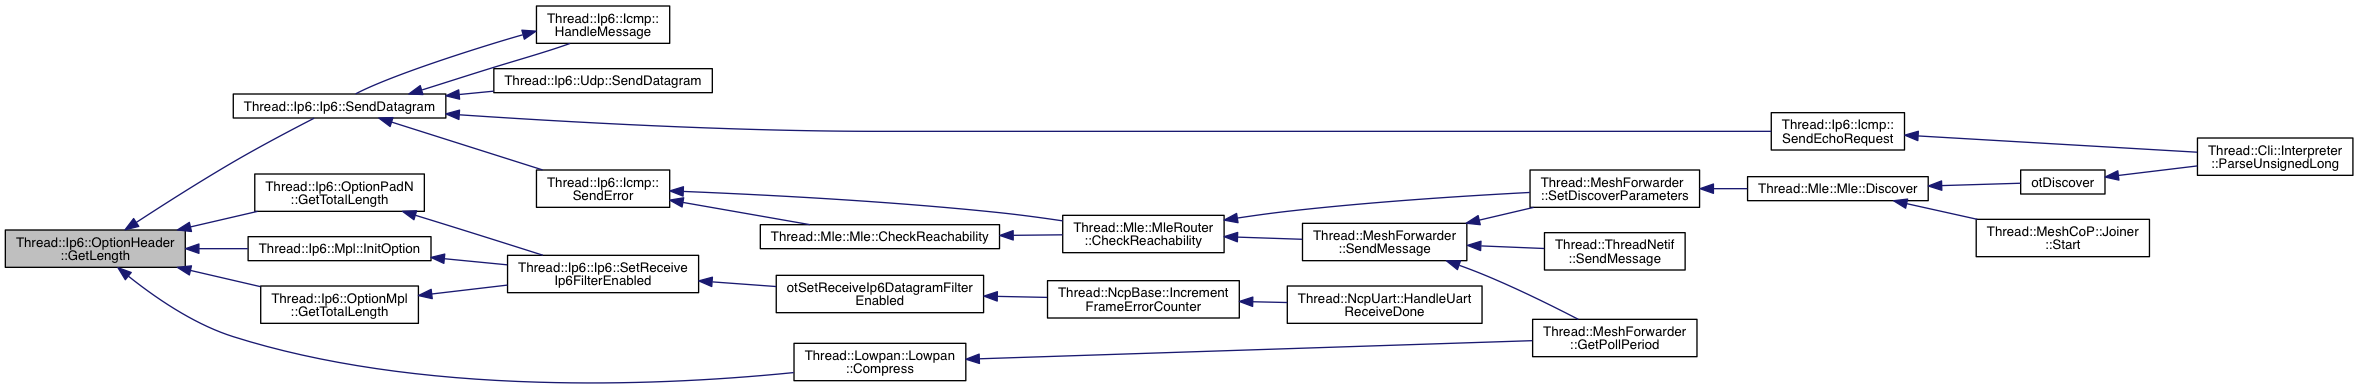 Thread::Ip6::Icmp::
HandleMessage
Thread::Ip6::Udp::SendDatagram
Thread::Ip6::Ip6::SendDatagram
Thread::Ip6::Icmp::
SendEchoRequest
Thread::Cli::Interpreter
::ParseUnsignedLong
Thread::Ip6::OptionPadN
::GetTotalLength
Thread::Ip6::Icmp::
SendError
Thread::MeshForwarder
::SetDiscoverParameters
Thread::Mle::Mle::Discover
otDiscover
Thread::Ip6::OptionHeader
::GetLength
Thread::Ip6::Mpl::InitOption
Thread::Mle::Mle::CheckReachability
Thread::Mle::MleRouter
::CheckReachability
Thread::MeshForwarder
::SendMessage
Thread::ThreadNetif
::SendMessage
Thread::MeshCoP::Joiner
::Start
Thread::Ip6::OptionMpl
::GetTotalLength
Thread::Ip6::Ip6::SetReceive
Ip6FilterEnabled
otSetReceiveIp6DatagramFilter
Enabled
Thread::NcpBase::Increment
FrameErrorCounter
Thread::NcpUart::HandleUart
ReceiveDone
Thread::MeshForwarder
::GetPollPeriod
Thread::Lowpan::Lowpan
::Compress